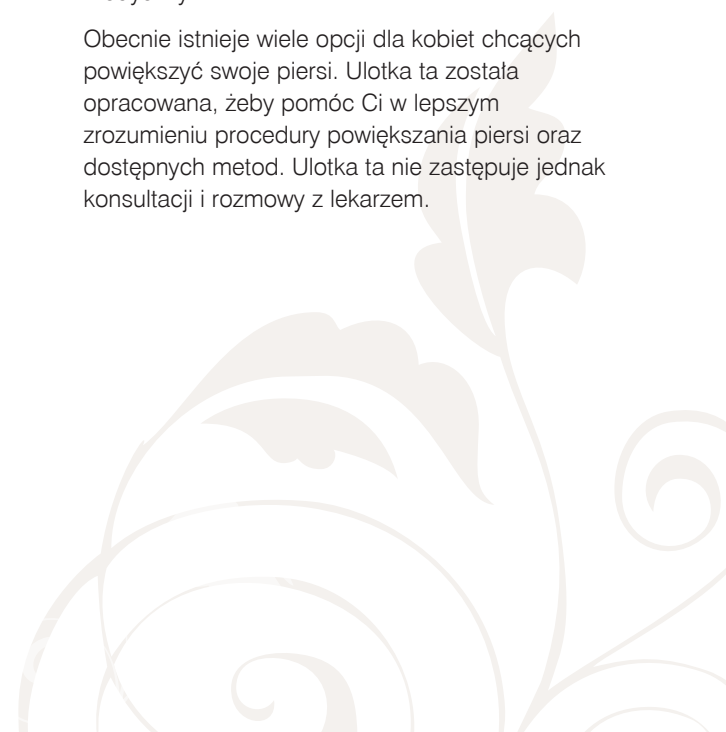 Obecnie istnieje wiele opcji dla kobiet chcących
powiększyć swoje piersi. Ulotka ta została
opracowana, żeby pomóc Ci w lepszym
zrozumieniu procedury powiększania piersi oraz
dostępnych metod. Ulotka ta nie zastępuje jednak
konsultacji i rozmowy z lekarzem.